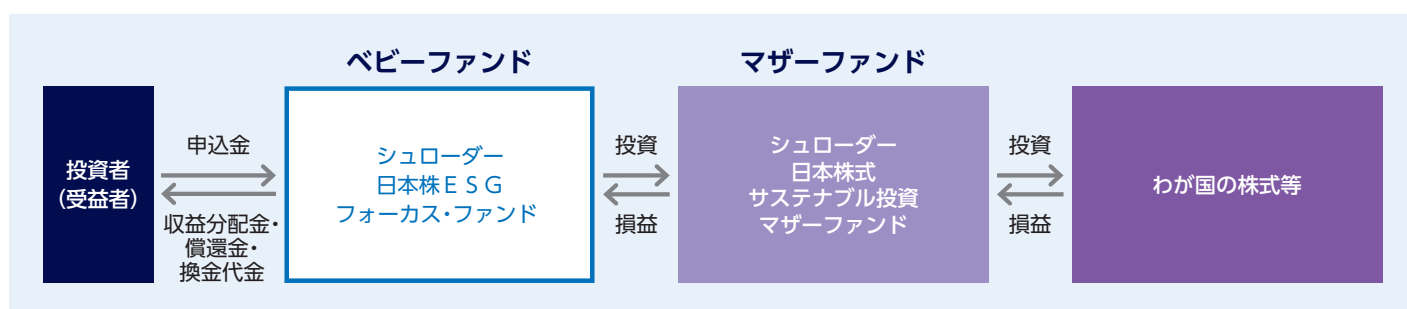 ベビーファンド
マザーファンド
投資者
(受益者)
申込金
収益分配金・
償還金・
換金代金
シュローダー
日本株ＥＳＧ
フォーカス・ファンド
投資
損益
シュローダー
日本株式
サステナブル投資
マザーファンド
投資
損益
わが国の株式等